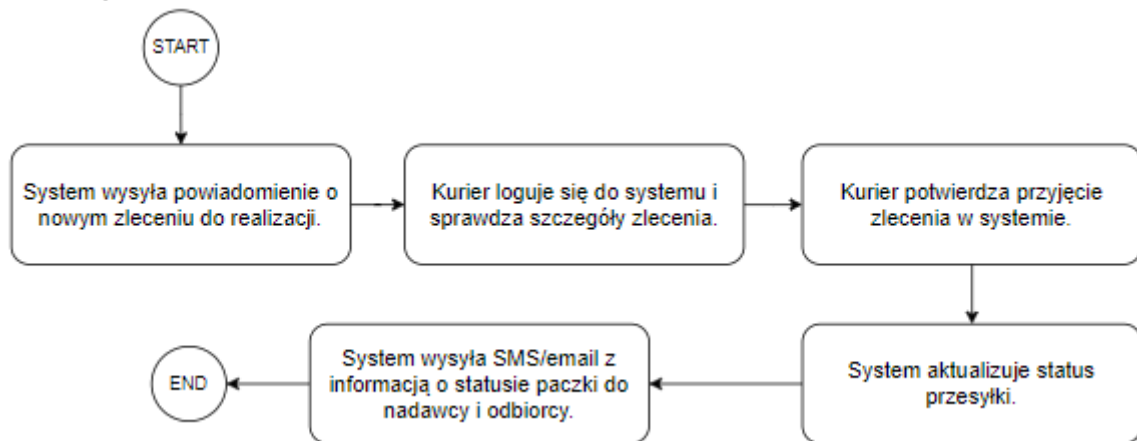 START
System wysyła powiadomienie o
nowym zleceniu do realizacji.
Kurier loguje się do systemu i
sprawdza szczegóły zlecenia.
Kurier potwierdza przyjęcie
zlecenia w systemie.
System aktualizuje status
przesyłki.
System wysyła SMS/email z
informacją o statusie paczki do
nadawcy i odbiorcy.
END